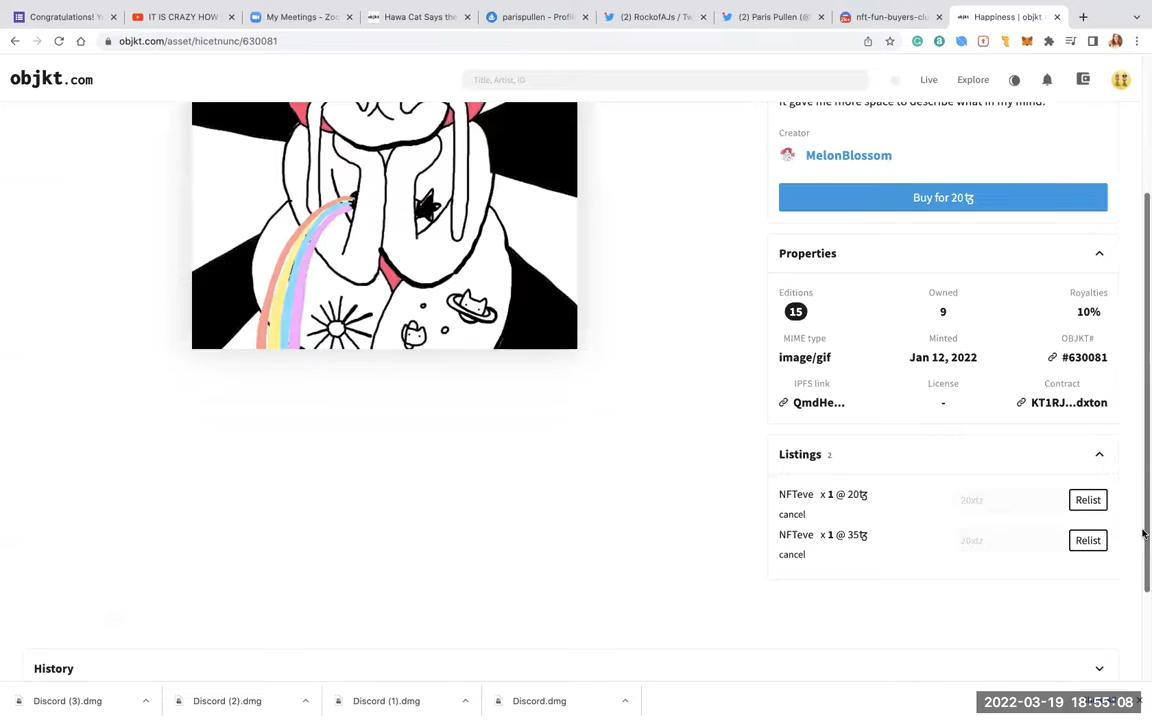 Congratulations! Y
IT IS CRAZY HOW
My Meetings - Zoo
Hawa Cat Says the
parispullen - Profil
(2) RockofAJs / Tw
(2) Paris Pullen (@
nft-fun-buyers-clu
Happiness | objkt.
objkt.com/asset/hicetnunc/630081
objkt.com
Title, Artist, ID
Live
Explore
It gave me more space to describe what in my mind.
Creator
MelonBlossom
Buy for 20ꜩ
Properties
Editions Owned Royalties
15 9 10%
MIME type Minted OBJKT#
image/gif Jan 12, 2022 #630081
IPFS link License Contract
QmdHe... - KT1RJ...dxton
Listings 2
NFTeve x 1 @ 20ꜩ 20xtz Relist
cancel
NFTeve x 1 @ 35ꜩ 20xtz Relist
cancel
History
Discord (3).dmg
Discord (2).dmg
Discord (1).dmg
Discord.dmg
2022-03-19 18:55:08